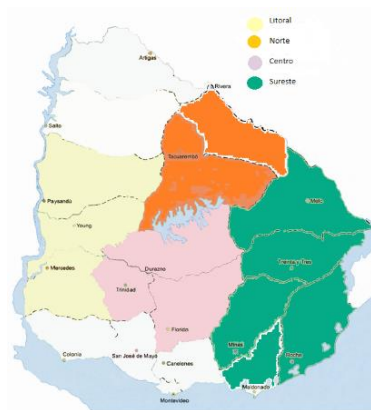 Litoral
Norte
Centro
Sureste
Artigas
Rivera
Salto
Tacuarembó
Paysandú
Melo
Young
Mercedes
Durazno
Treinta y Tres
Trinidad
Florida
Minas
Rocha
Colonia
San José de Mayo
Canelones
Maldonado
Montevideo